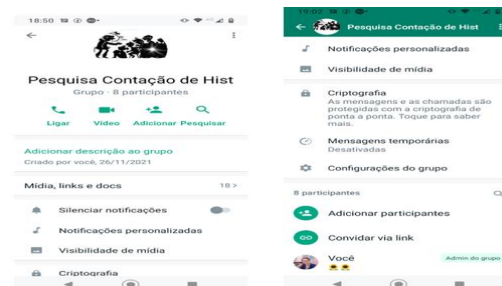 18:50
Pesquisa Contação de Hist
Grupo · 8 participantes
Ligar Vídeo Adicionar Pesquisar
Adicionar descrição ao grupo
Criado por você, 26/11/2021
Mídia, links e docs 18 >
Silenciar notificações
Notificações personalizadas
Visibilidade de mídia
Criptografia
19:02
Pesquisa Contação de Hist
Notificações personalizadas
Visibilidade de mídia
Criptografia
As mensagens e as chamadas são
protegidas com a criptografia de
ponta a ponta. Toque para saber
mais.
Mensagens temporárias
Desativadas
Configurações do grupo
8 participantes
Adicionar participantes
Convidar via link
Você Admin do grupo